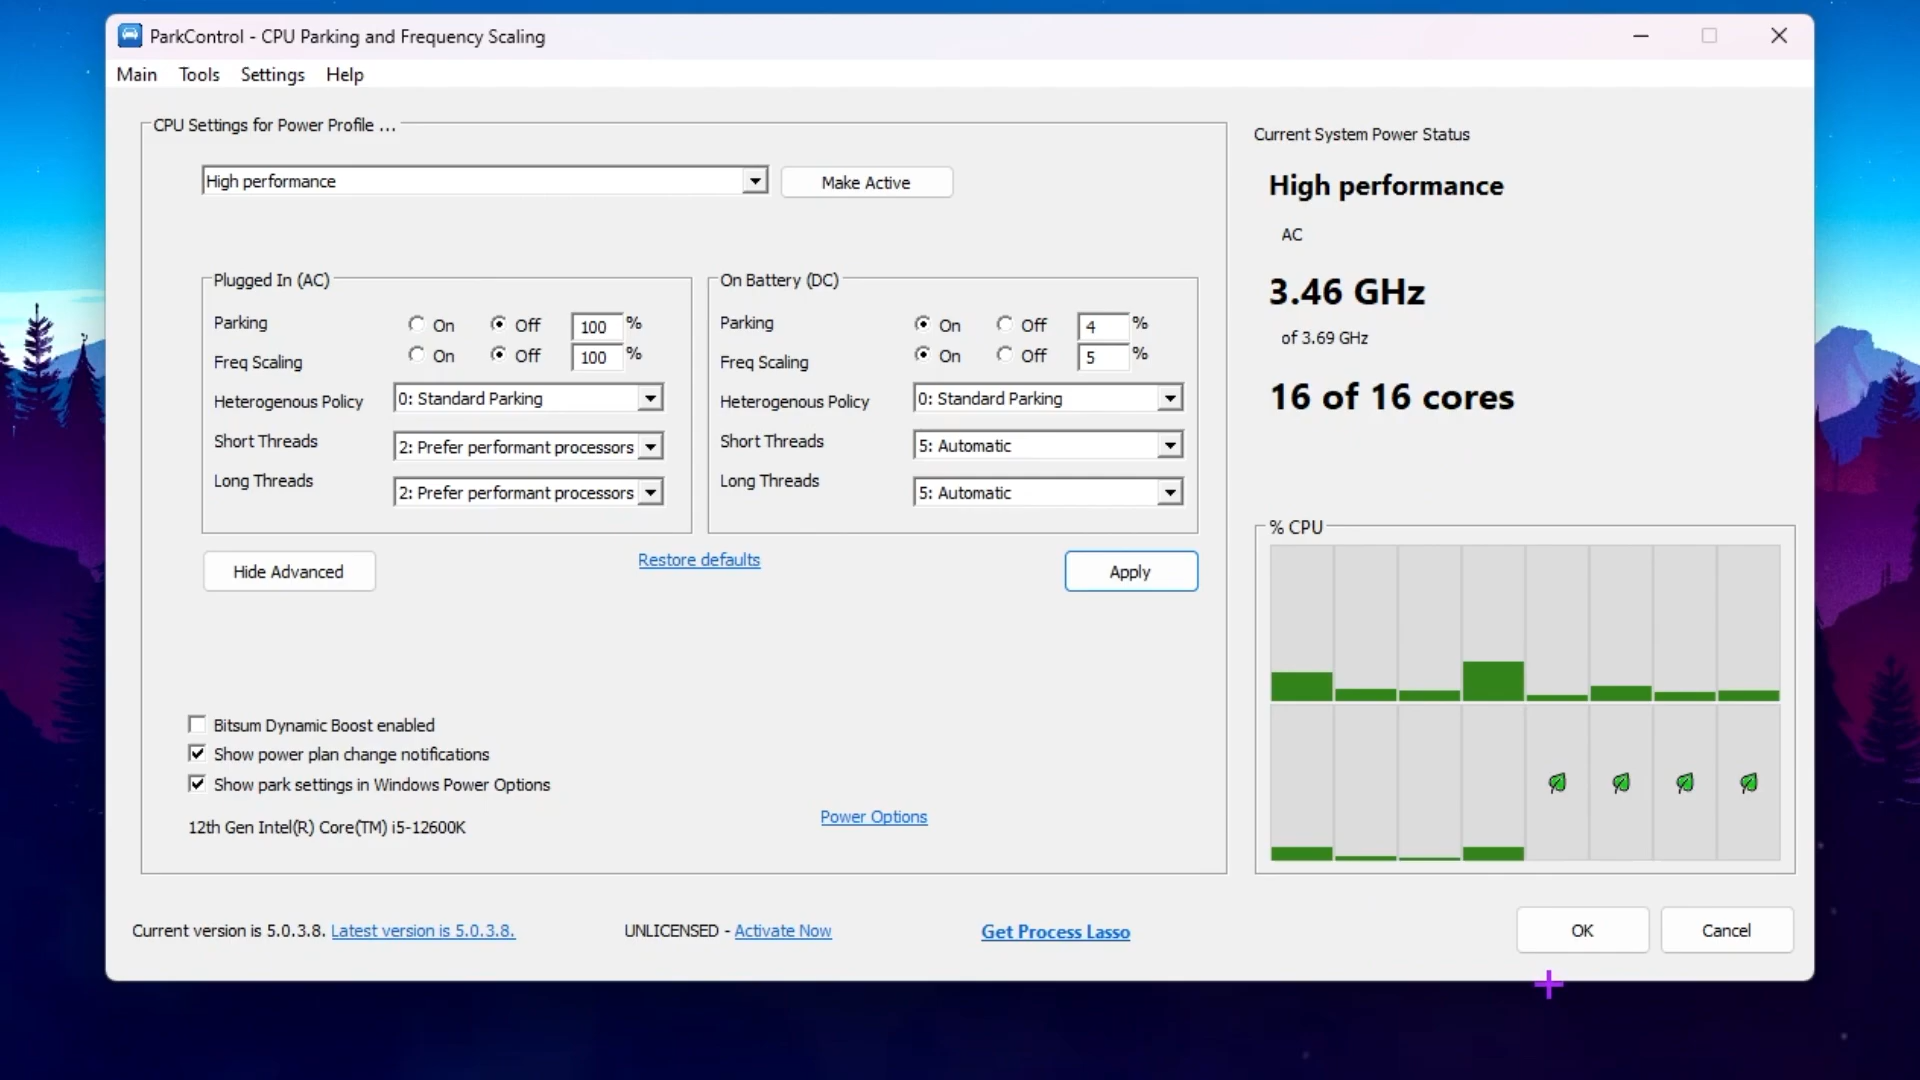 ParkControl - CPU Parking and Frequency Scaling
Main Tools Settings Help
CPU Settings for Power Profile ...
High performance
Make Active
Plugged In (AC)
Parking On Off 100 %
Freq Scaling On Off 100 %
Heterogenous Policy 0: Standard Parking
Short Threads 2: Prefer performant processors
Long Threads 2: Prefer performant processors
On Battery (DC)
Parking On Off 4 %
Freq Scaling On Off 5 %
Heterogenous Policy 0: Standard Parking
Short Threads 5: Automatic
Long Threads 5: Automatic
Hide Advanced
Restore defaults
Apply
Bitsum Dynamic Boost enabled
Show power plan change notifications
Show park settings in Windows Power Options
Power Options
12th Gen Intel(R) Core(TM) i5-12600K
Current System Power Status
High performance
AC
3.46 GHz
of 3.69 GHz
16 of 16 cores
% CPU
Current version is 5.0.3.8. Latest version is 5.0.3.8.
UNLICENSED - Activate Now
Get Process Lasso
OK
Cancel